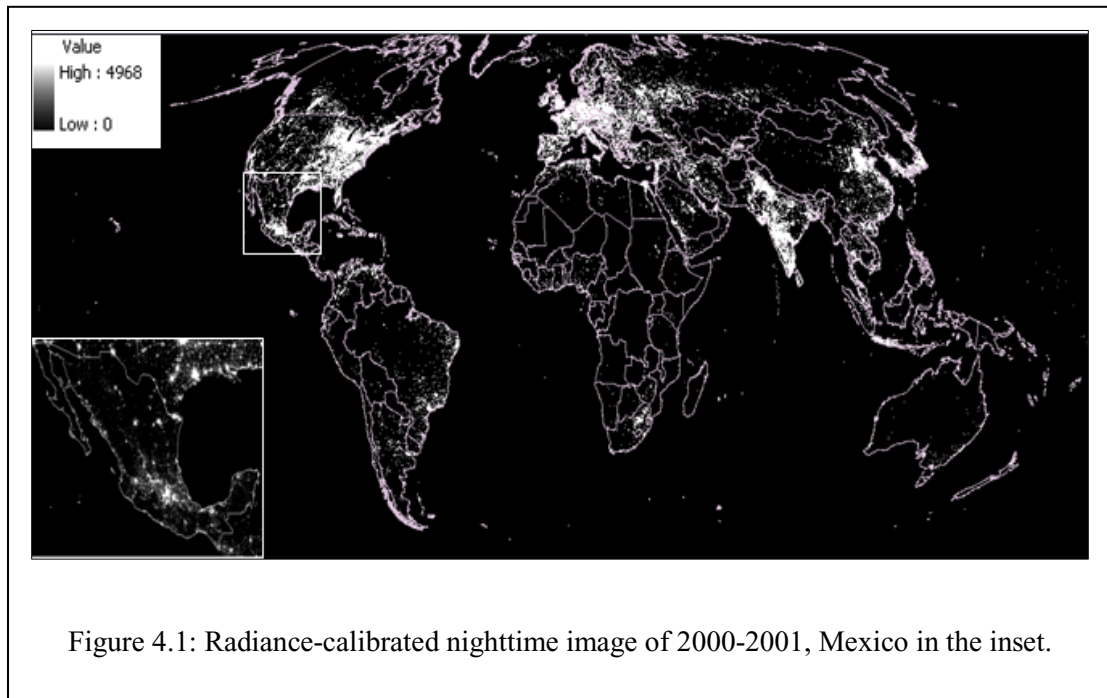 Value
High : 4968
Low : 0
Figure 4.1: Radiance-calibrated nighttime image of 2000-2001, Mexico in the inset.